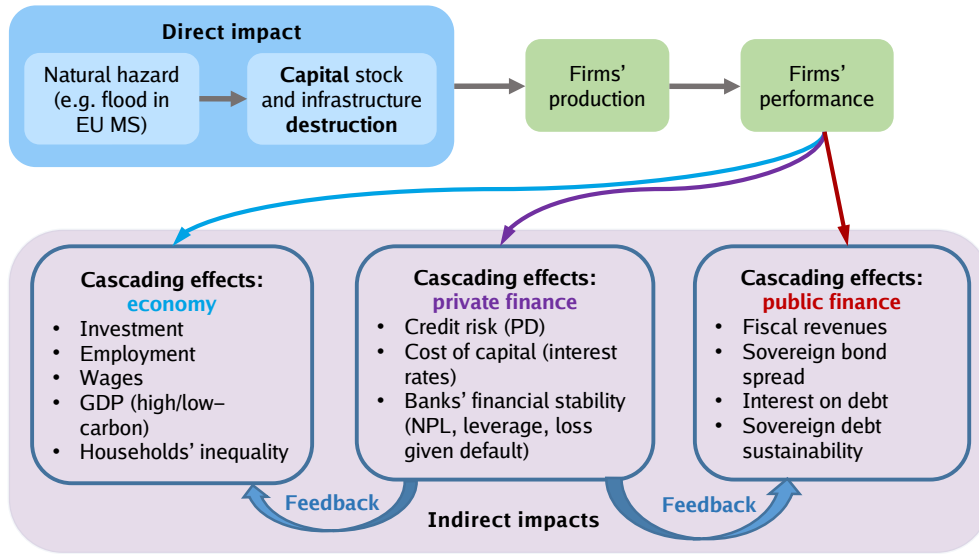 Direct impact
Natural hazard
(e.g. flood in
EU MS)
Capital stock
and infrastructure
destruction
Firms’
production
Firms’
performance
Cascading effects:
economy
• Investment
• Employment
• Wages
• GDP (high/low–
carbon)
• Households’ inequality
Cascading effects:
private finance
• Credit risk (PD)
• Cost of capital (interest
rates)
• Banks’ financial stability
(NPL, leverage, loss
given default)
Cascading effects:
public finance
• Fiscal revenues
• Sovereign bond
spread
• Interest on debt
• Sovereign debt
sustainability
Feedback
Feedback
Indirect impacts